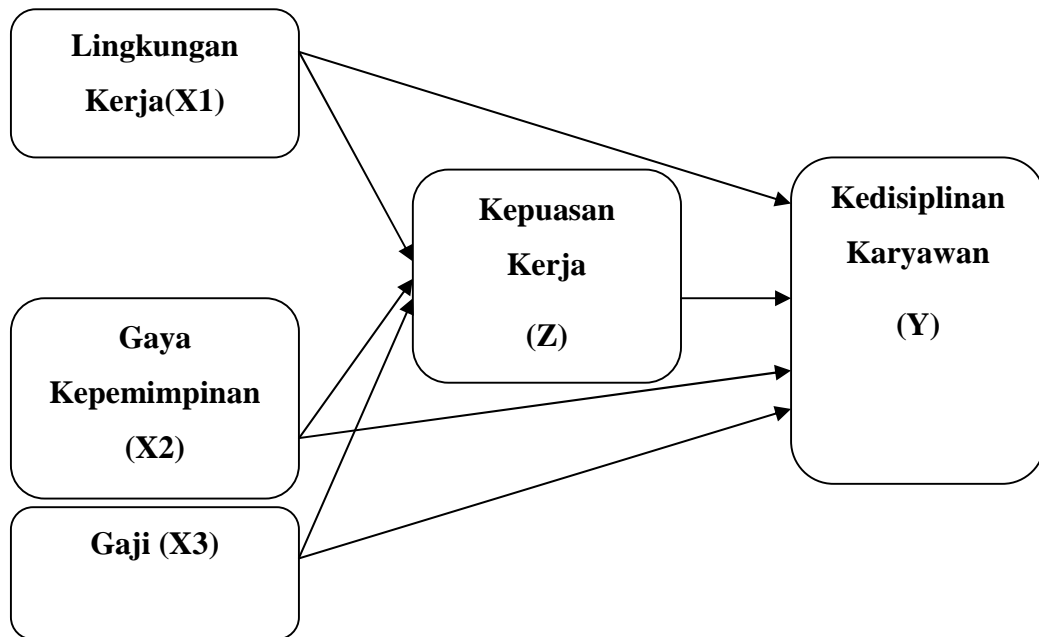 Lingkungan
Kerja(X1)
Kepuasan
Kerja
(Z)
Kedisiplinan
Karyawan
(Y)
Gaya
Kepemimpinan
(X2)
Gaji (X3)